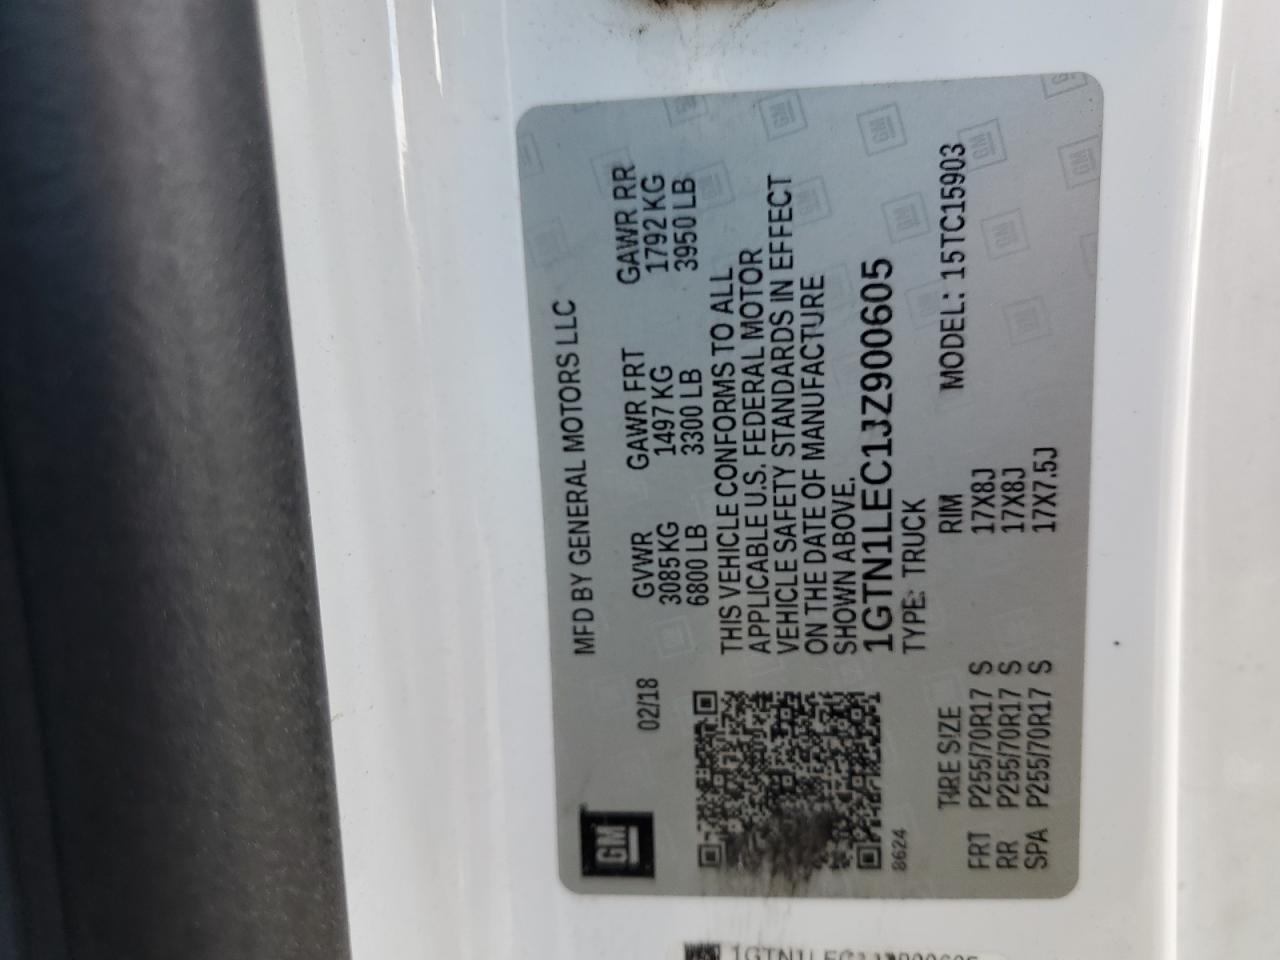 GM
MFD BY GENERAL MOTORS LLC
02/18 GVWR GAWR FRT GAWR RR
3085 KG 1497 KG 1792 KG
6800 LB 3300 LB 3950 LB
THIS VEHICLE CONFORMS TO ALL
APPLICABLE U.S. FEDERAL MOTOR
VEHICLE SAFETY STANDARDS IN EFFECT
ON THE DATE OF MANUFACTURE
SHOWN ABOVE.
1GTN1LEC1JZ900605
8624 TYPE: TRUCK
TIRE SIZE RIM MODEL: 15TC15903
FRT P255/70R17 S 17X8J
RR P255/70R17 S 17X8J
SPA P255/70R17 S 17X7.5J
1GTN1LEC1JZ900605